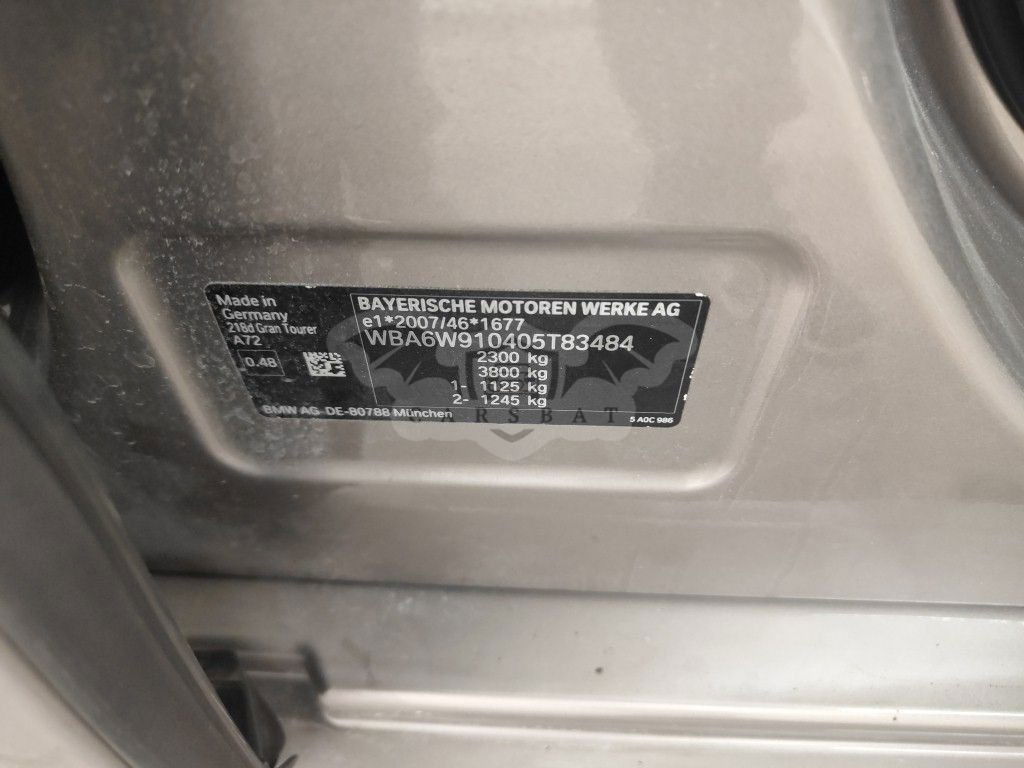 Made in
Germany
218d Gran Tourer
A72
0.48
BAYERISCHE MOTOREN WERKE AG
e1*2007/46*1677
WBA6W910405T83484
2300 kg
3800 kg
1- 1125 kg
2- 1245 kg
BMW AG DE-80788 München
5 A0C 986
CARSBAT